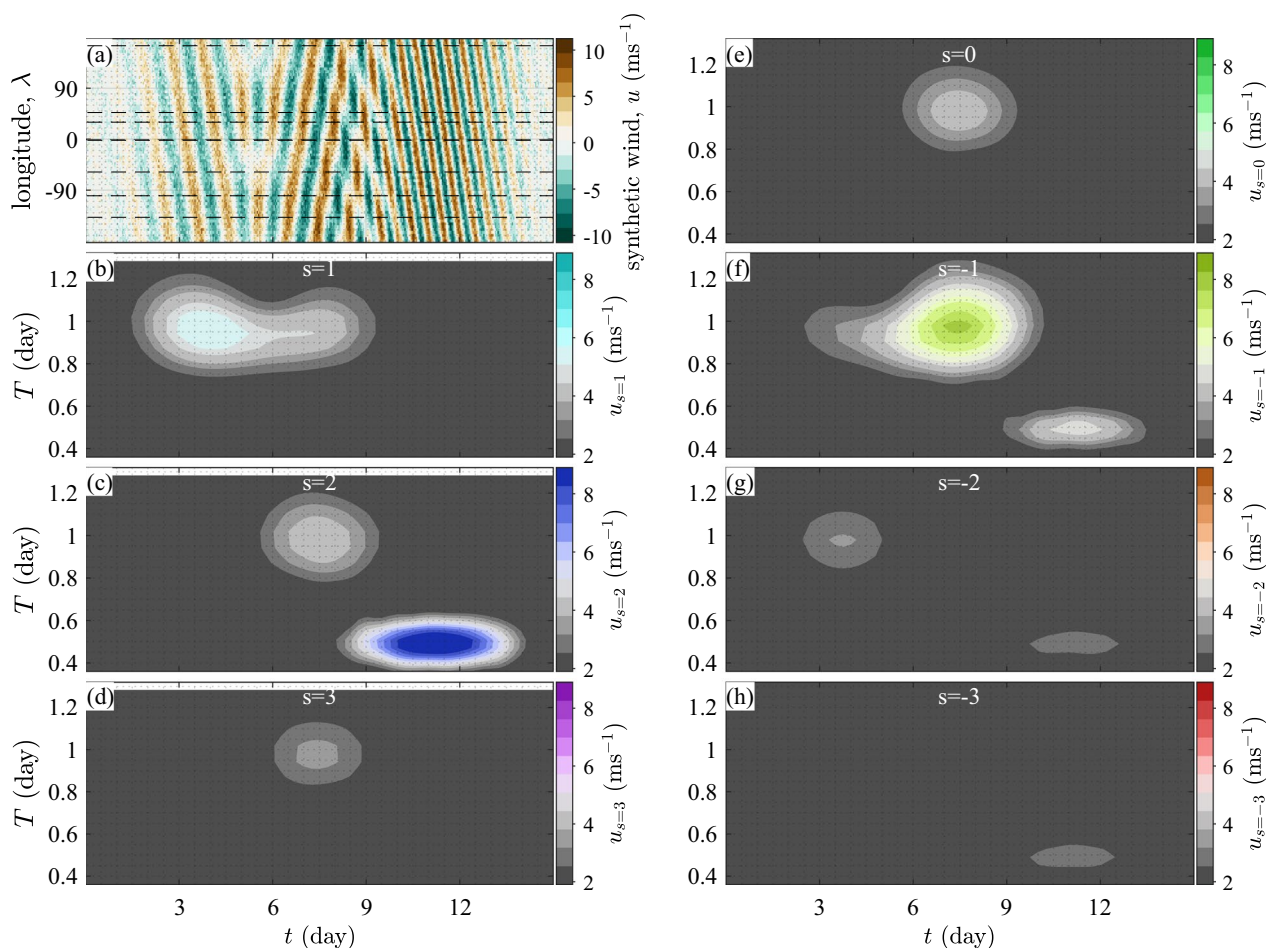 (a)
longitude, λ
90
0
-90
10
5
0
-5
-10
synthetic wind, u (ms⁻¹)
(b)
s=1
T (day)
1.2
1
0.8
0.6
0.4
8
6
4
2
u_{s=1} (ms⁻¹)
(c)
s=2
T (day)
1.2
1
0.8
0.6
0.4
8
6
4
2
u_{s=2} (ms⁻¹)
(d)
s=3
T (day)
1.2
1
0.8
0.6
0.4
8
6
4
2
u_{s=3} (ms⁻¹)
3
6
9
12
t (day)
(e)
s=0
1.2
1
0.8
0.6
0.4
8
6
4
2
u_{s=0} (ms⁻¹)
(f)
s=-1
1.2
1
0.8
0.6
0.4
8
6
4
2
u_{s=−1} (ms⁻¹)
(g)
s=-2
1.2
1
0.8
0.6
0.4
8
6
4
2
u_{s=−2} (ms⁻¹)
(h)
s=-3
1.2
1
0.8
0.6
0.4
8
6
4
2
u_{s=−3} (ms⁻¹)
3
6
9
12
t (day)